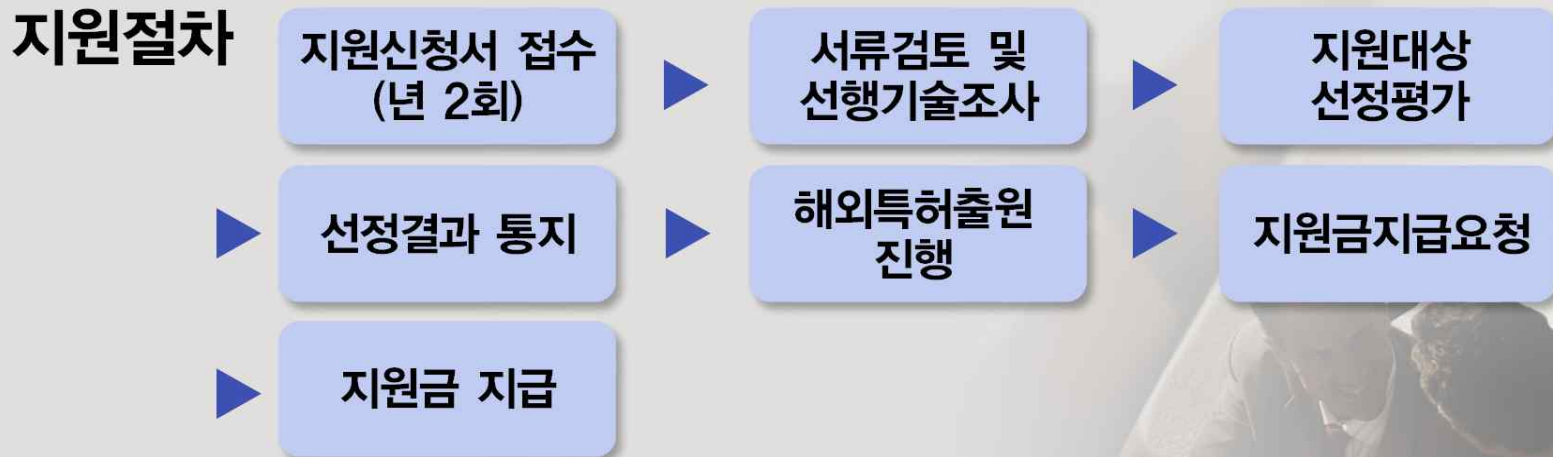 지원절차
지원신청서 접수
(년 2회)
서류검토 및
선행기술조사
지원대상
선정평가
선정결과 통지
해외특허출원
진행
지원금지급요청
지원금 지급